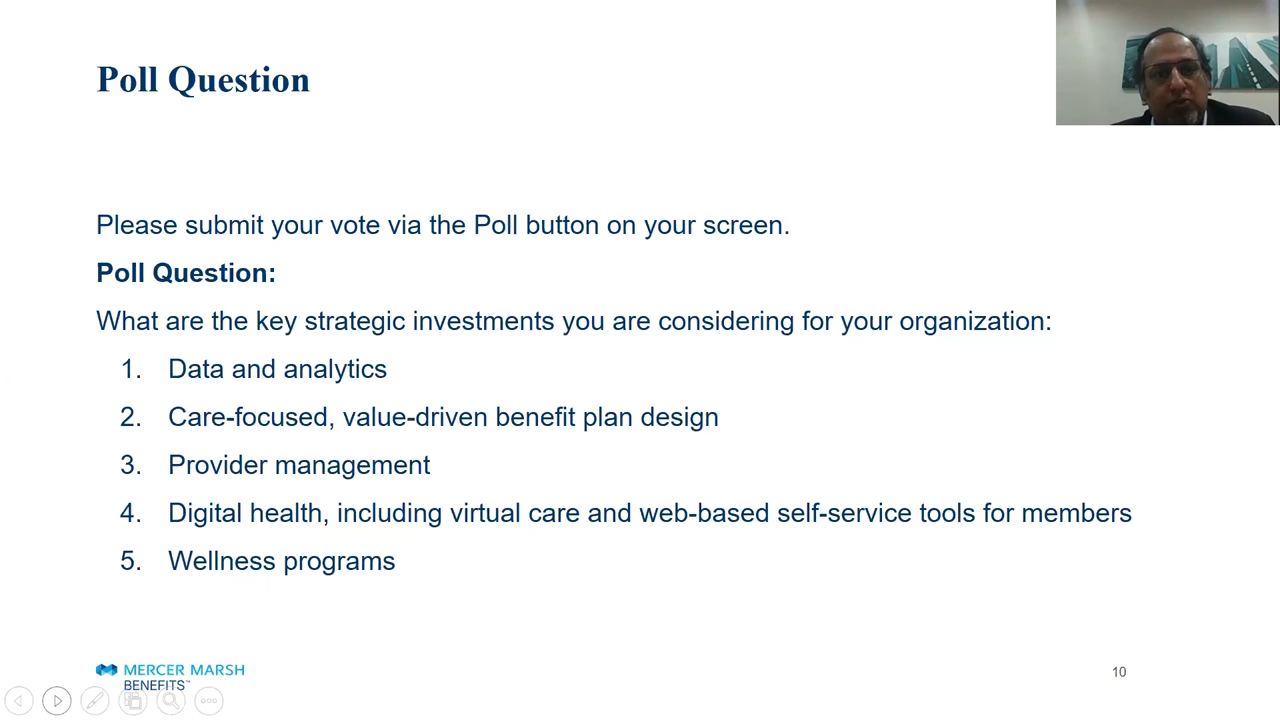 Poll Question
Please submit your vote via the Poll button on your screen.
Poll Question:
What are the key strategic investments you are considering for your organization:
1. Data and analytics
2. Care-focused, value-driven benefit plan design
3. Provider management
4. Digital health, including virtual care and web-based self-service tools for members
5. Wellness programs
MERCER MARSH
BENEFITS™
10